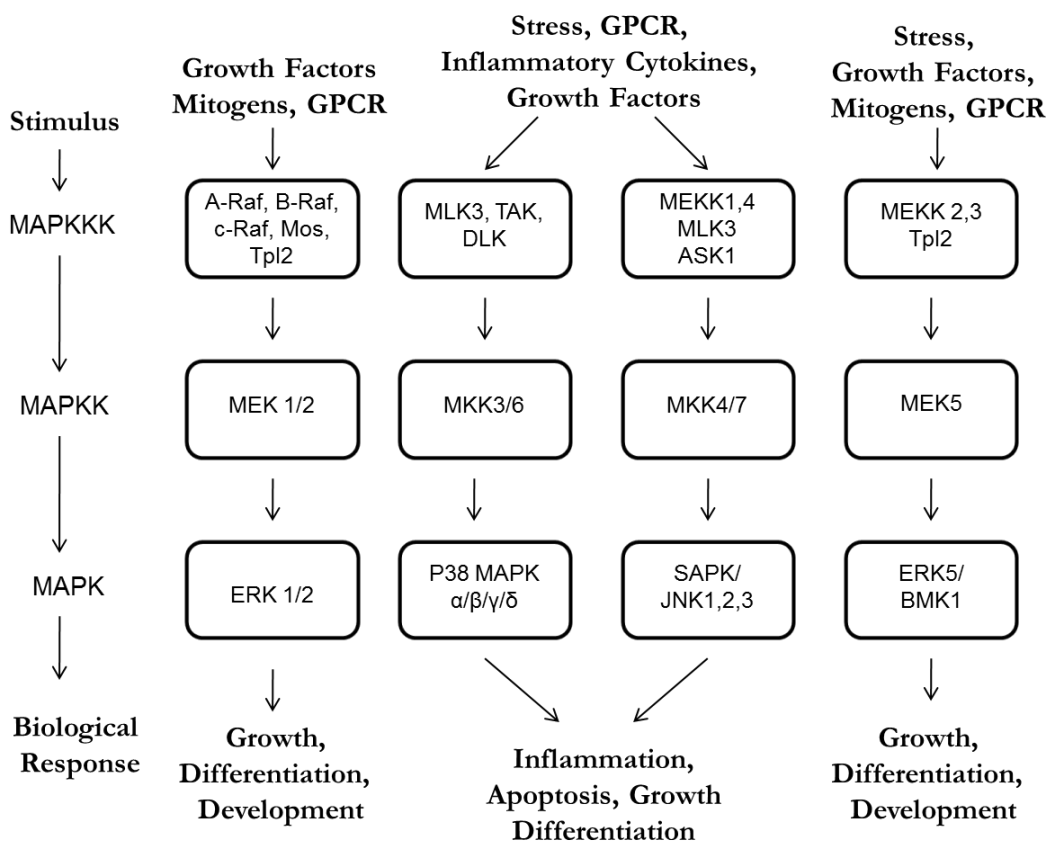 Stimulus
MAPKKK
MAPKK
MAPK
Biological
Response
Growth Factors
Mitogens, GPCR
A-Raf, B-Raf,
c-Raf, Mos,
Tpl2
MEK 1/2
ERK 1/2
Growth,
Differentiation,
Development
Stress, GPCR,
Inflammatory Cytokines,
Growth Factors
MLK3, TAK,
DLK
MKK3/6
P38 MAPK
α/β/γ/δ
MEKK1,4
MLK3
ASK1
MKK4/7
SAPK/
JNK1,2,3
Inflammation,
Apoptosis, Growth
Differentiation
Stress,
Growth Factors,
Mitogens, GPCR
MEKK 2,3
Tpl2
MEK5
ERK5/
BMK1
Growth,
Differentiation,
Development